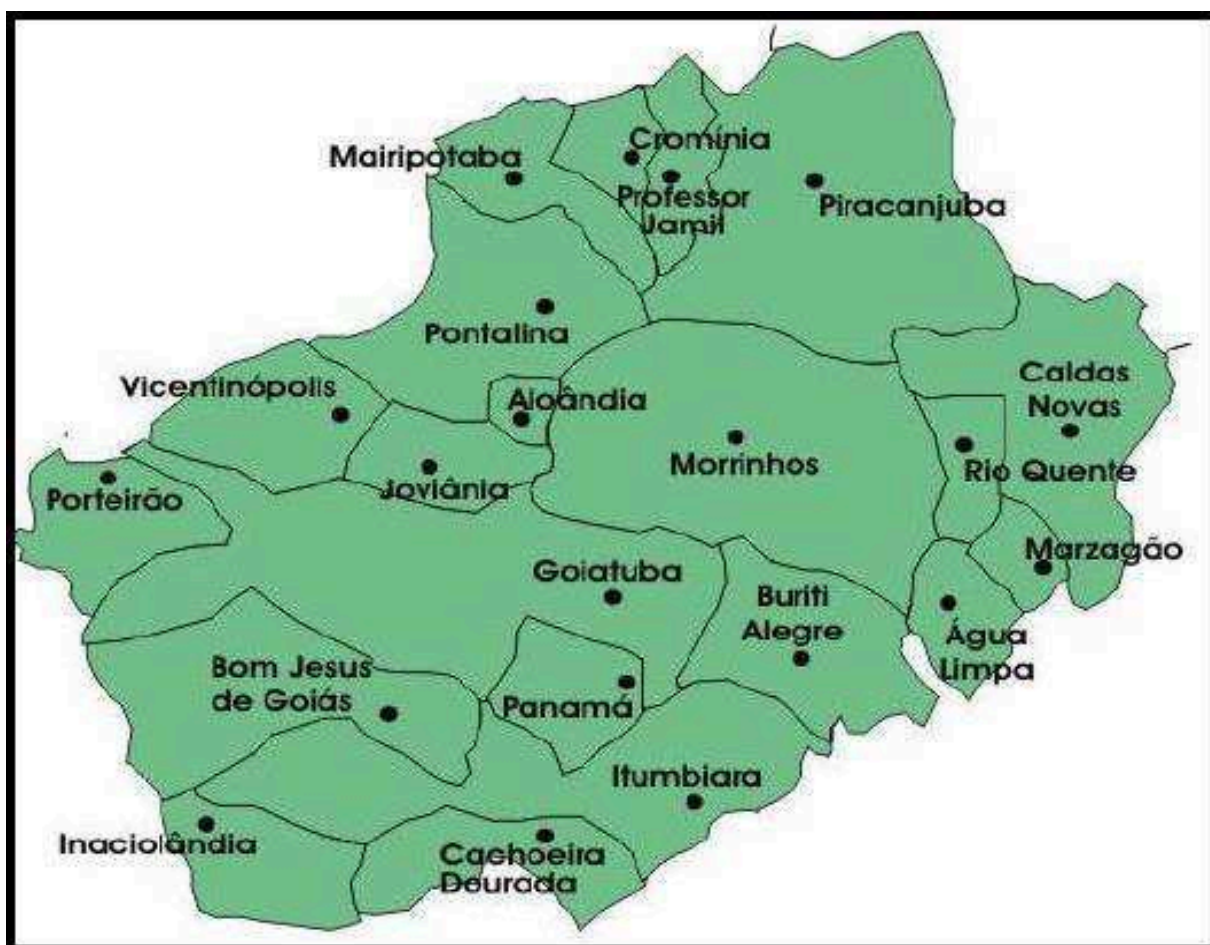 Cromínia
Mairipotaba
Professor
Jamil
Piracanjuba
Pontalina
Caldas
Novas
Vicentinópolis
Aloândia
Morrinhos
Rio Quente
Joviânia
Porteirão
Marzagão
Goiatuba
Buriti
Alegre
Água
Limpa
Bom Jesus
de Goiás
Panamá
Itumbiara
Inaciolândia
Cachoeira
Dourada